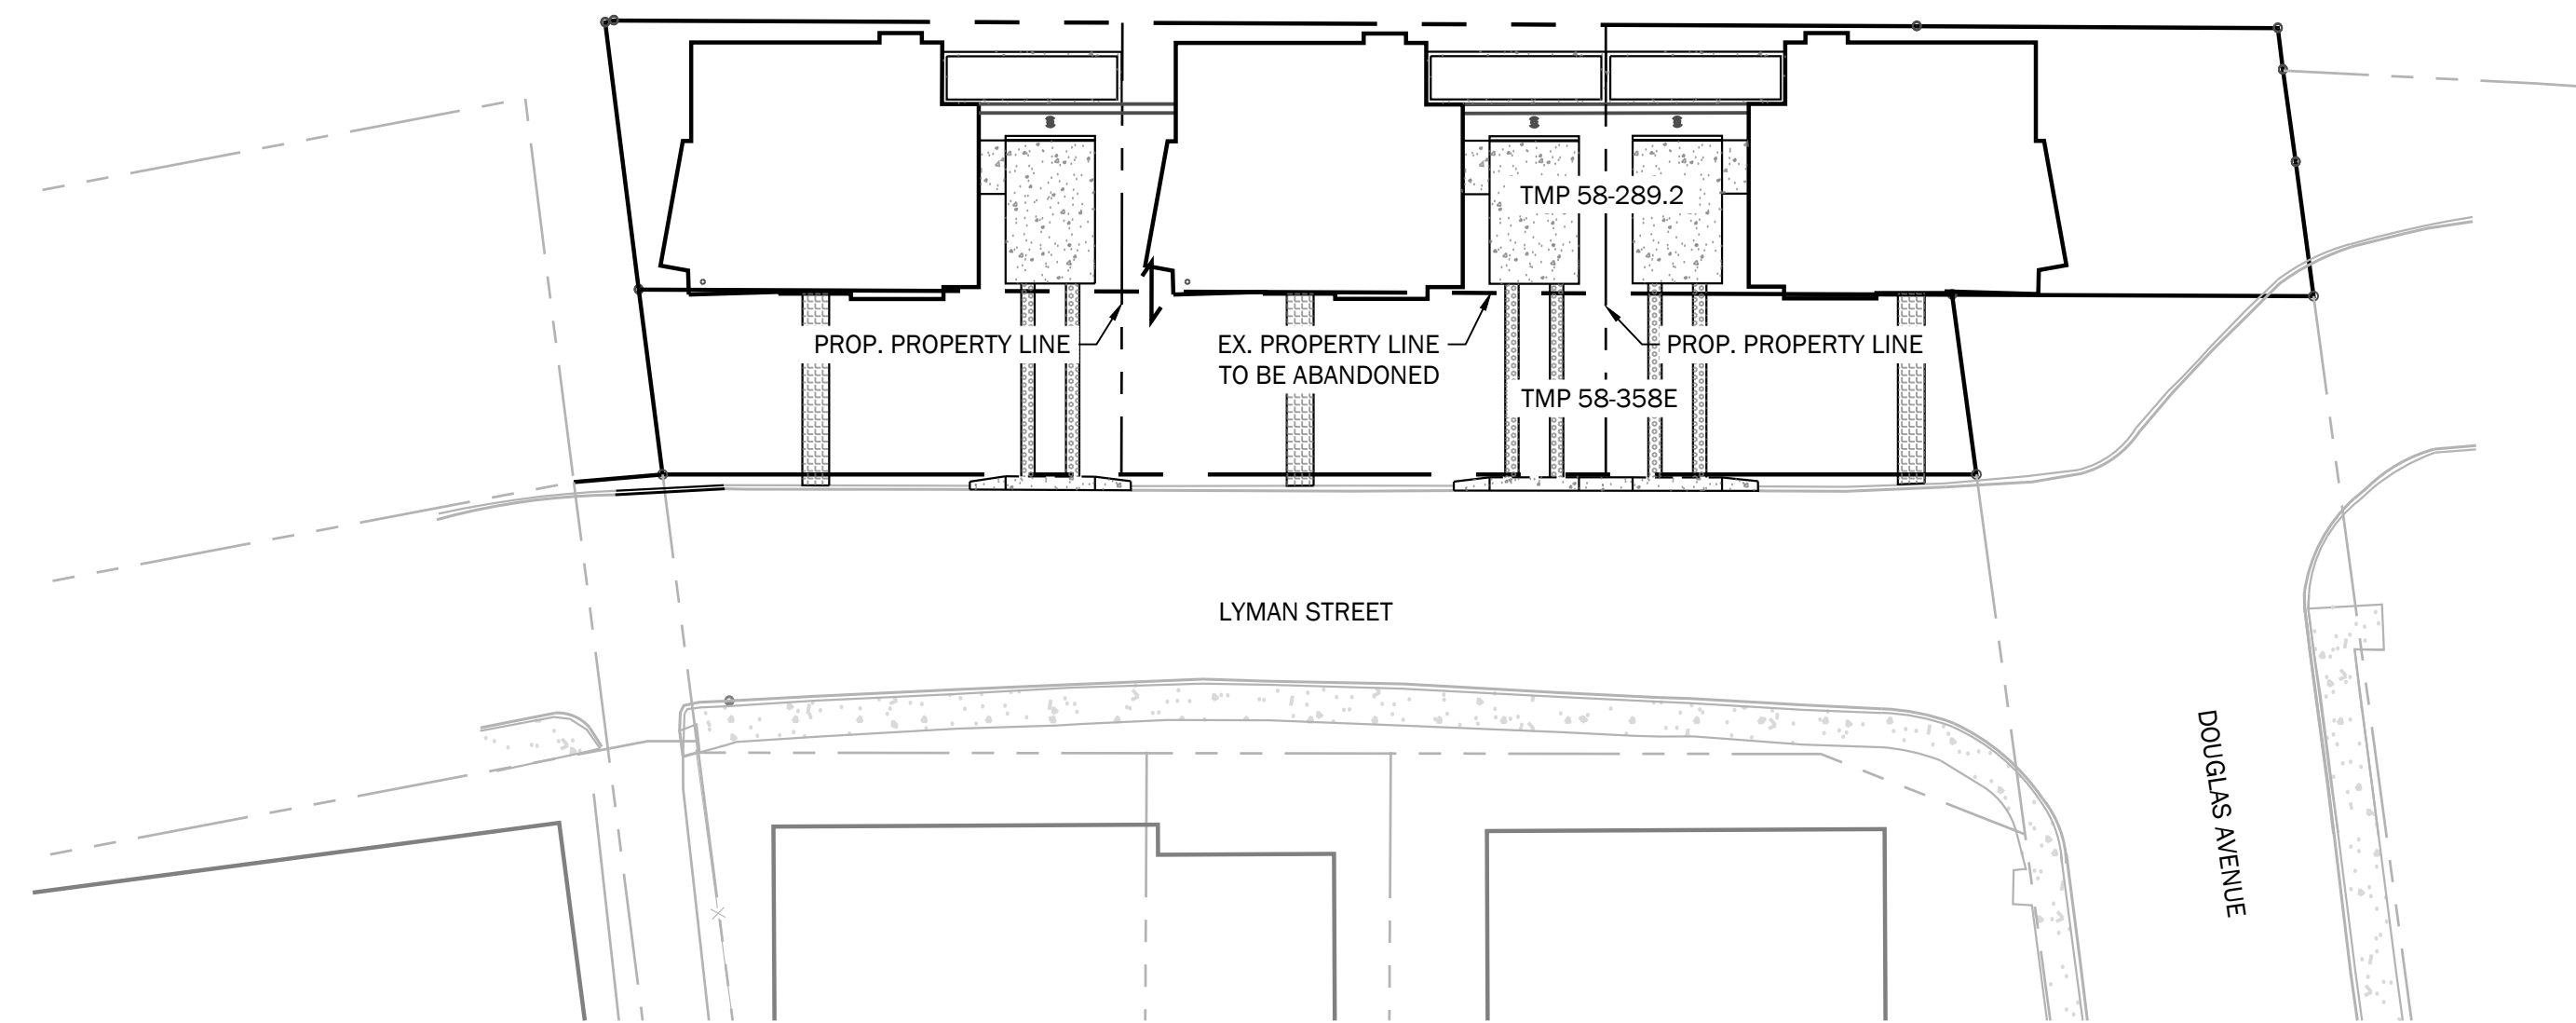 TMP 58-289.2
PROP. PROPERTY LINE
EX. PROPERTY LINE
TO BE ABANDONED
PROP. PROPERTY LINE
TMP 58-358E
LYMAN STREET
DOUGLAS AVENUE